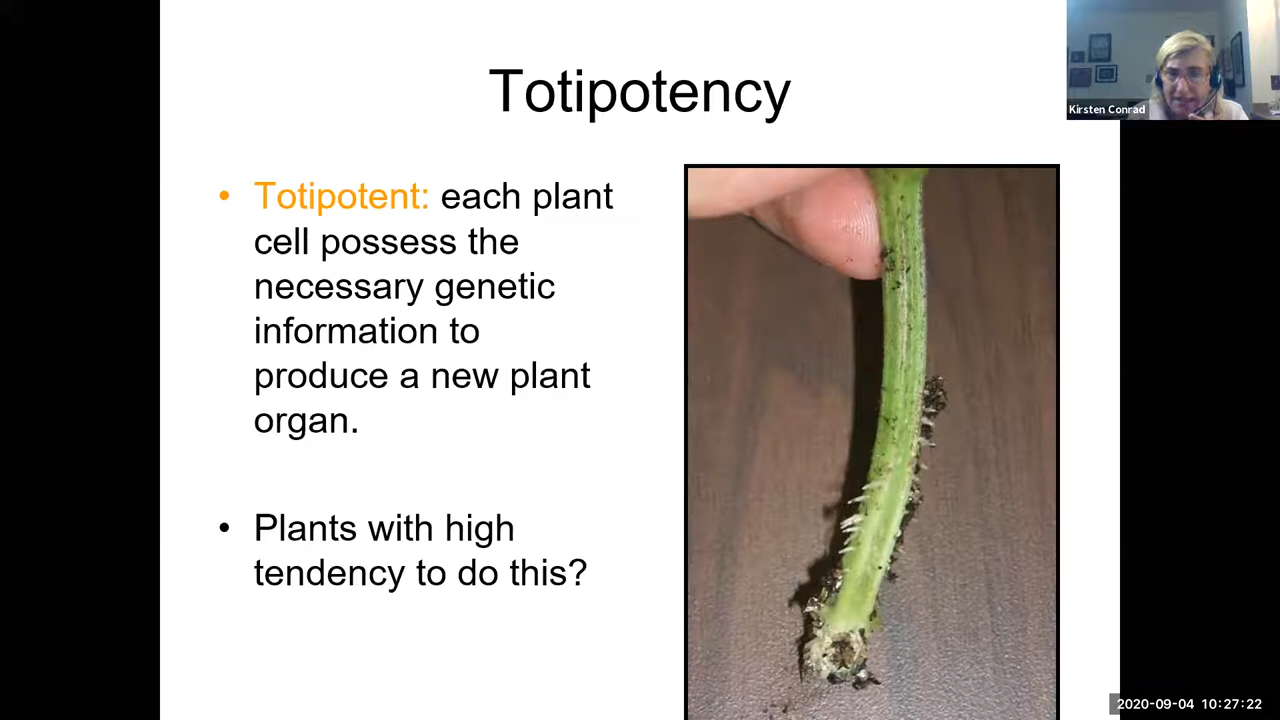 Totipotency
Kirsten Conrad
• Totipotent: each plant
cell possess the
necessary genetic
information to
produce a new plant
organ.
• Plants with high
tendency to do this?
2020-09-04 10:27:22